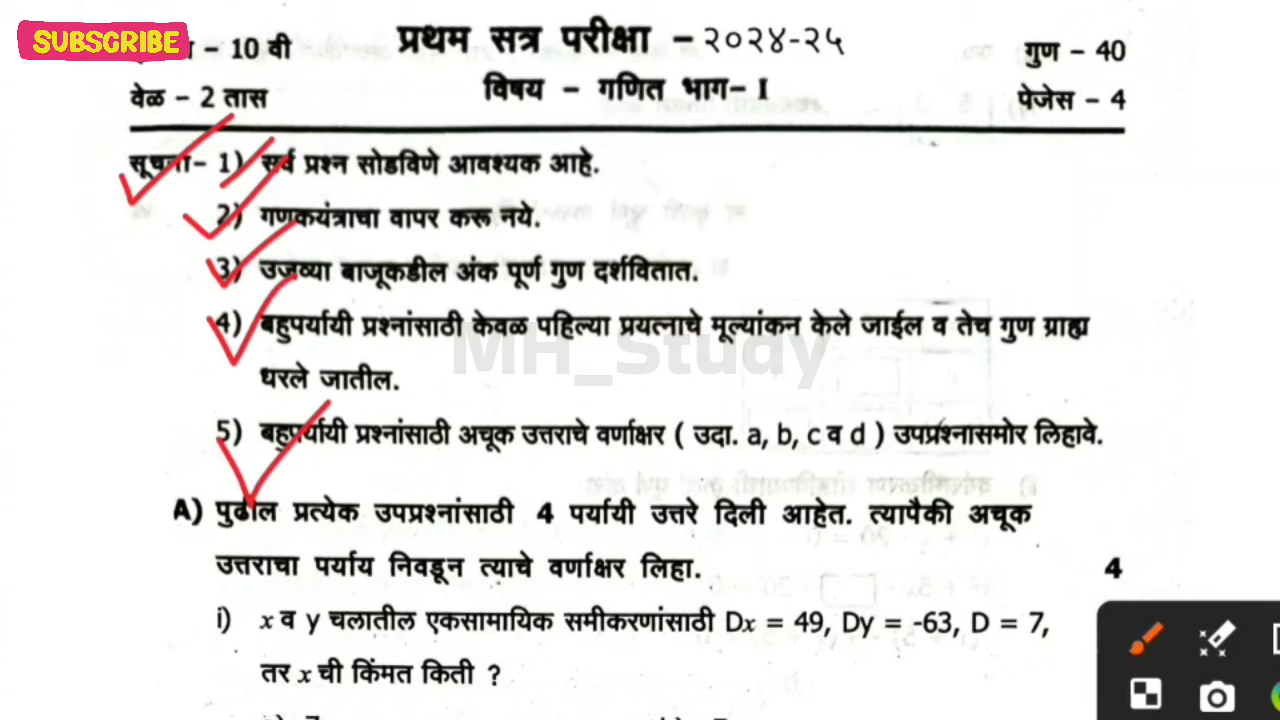 SUBSCRIBE
प्रथम सत्र परीक्षा - २०२४-२५
- 10 वी
गुण - 40
विषय - गणित भाग- I
वेळ - 2 तास
पेजेस - 4
सूचना- 1) सर्व प्रश्न सोडविणे आवश्यक आहे.
2) गणकयंत्राचा वापर करू नये.
3) उजव्या बाजूकडील अंक पूर्ण गुण दर्शवितात.
4) बहुपर्यायी प्रश्नांसाठी केवळ पहिल्या प्रयत्नाचे मूल्यांकन केले जाईल व तेच गुण ग्राह्य
धरले जातील.
MH_Study
5) बहुपर्यायी प्रश्नांसाठी अचूक उत्तराचे वर्णाक्षर ( उदा. a, b, c व d ) उपप्रश्नासमोर लिहावे.
A) पुढील प्रत्येक उपप्रश्नांसाठी 4 पर्यायी उत्तरे दिली आहेत. त्यापैकी अचूक
उत्तराचा पर्याय निवडून त्याचे वर्णाक्षर लिहा. 4
i) x व y चलातील एकसामायिक समीकरणांसाठी Dx = 49, Dy = -63, D = 7,
तर x ची किंमत किती ?